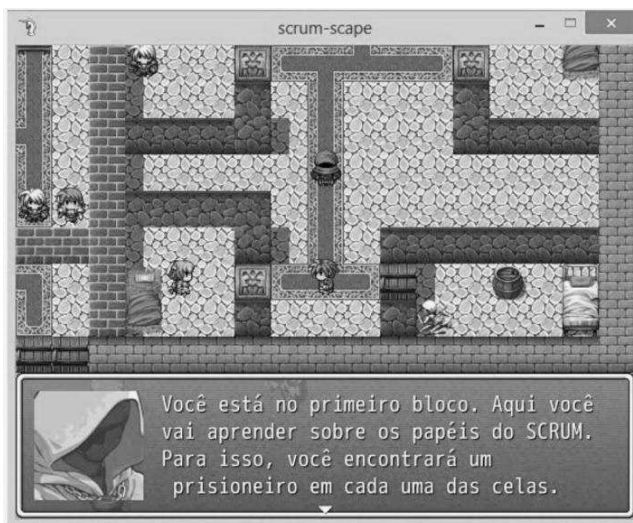 scrum-scape
Você está no primeiro bloco. Aqui você
vai aprender sobre os papéis do SCRUM.
Para isso, você encontrará um
prisioneiro em cada uma das celas.